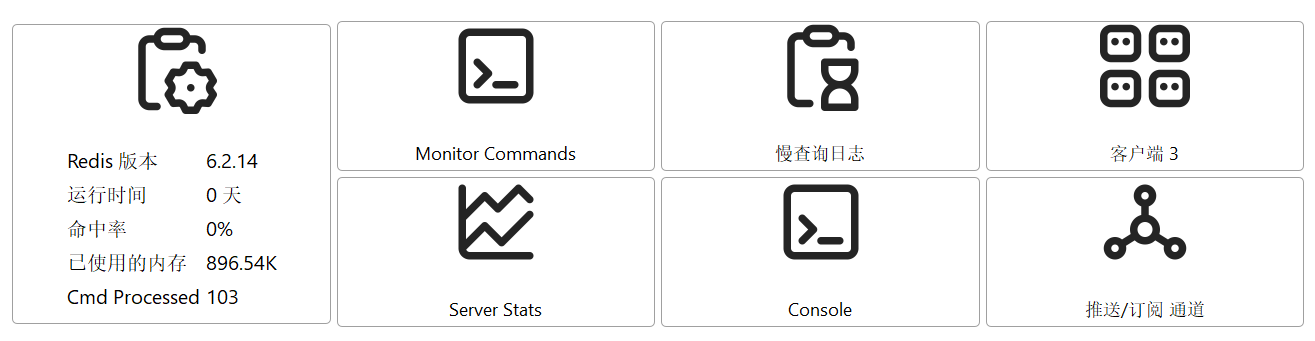 Redis 版本 6.2.14
运行时间 0 天
命中率 0%
已使用的内存 896.54K
Cmd Processed 103
Monitor Commands
慢查询日志
客户端 3
Server Stats
Console
推送/订阅 通道